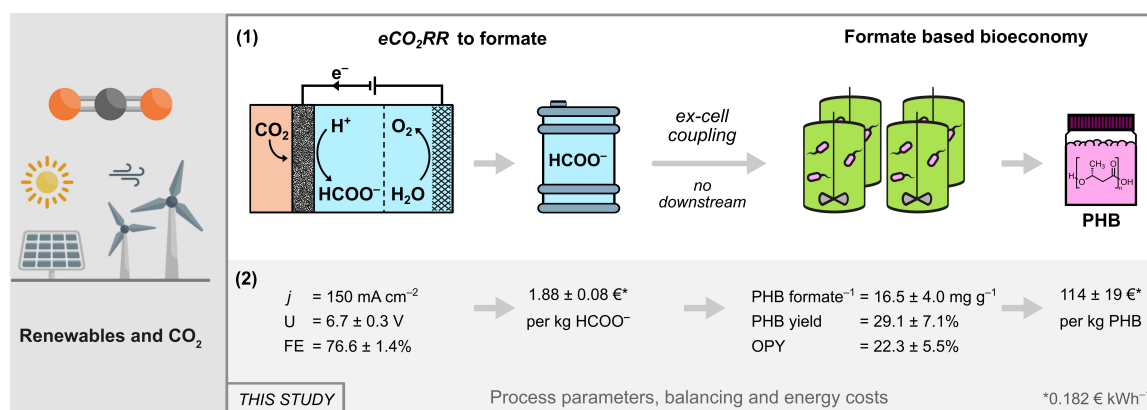 (1)
eCO₂RR to formate
Formate based bioeconomy
e⁻
CO₂
H⁺
HCOO⁻
O₂
H₂O
HCOO⁻
ex-cell
coupling
no
downstream
H
O
CH₃
O
OH
n
PHB
Renewables and CO₂
(2)
j = 150 mA cm⁻²
U = 6.7 ± 0.3 V
FE = 76.6 ± 1.4%
1.88 ± 0.08 €*
per kg HCOO⁻
PHB formate⁻¹ = 16.5 ± 4.0 mg g⁻¹
PHB yield = 29.1 ± 7.1%
OPY = 22.3 ± 5.5%
114 ± 19 €*
per kg PHB
THIS STUDY
Process parameters, balancing and energy costs
*0.182 € kWh⁻